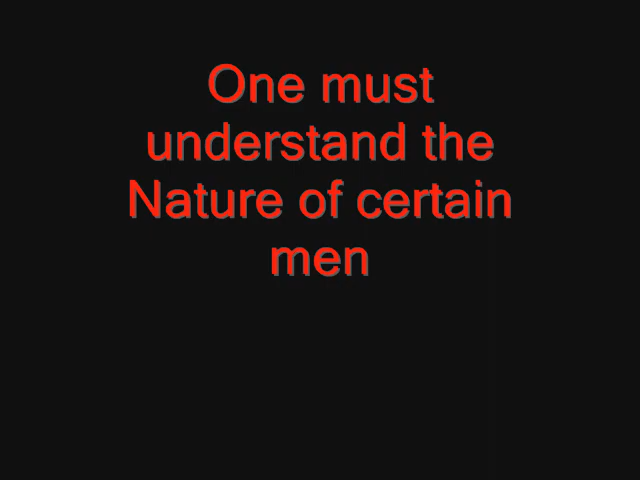 One must
understand the
Nature of certain
men